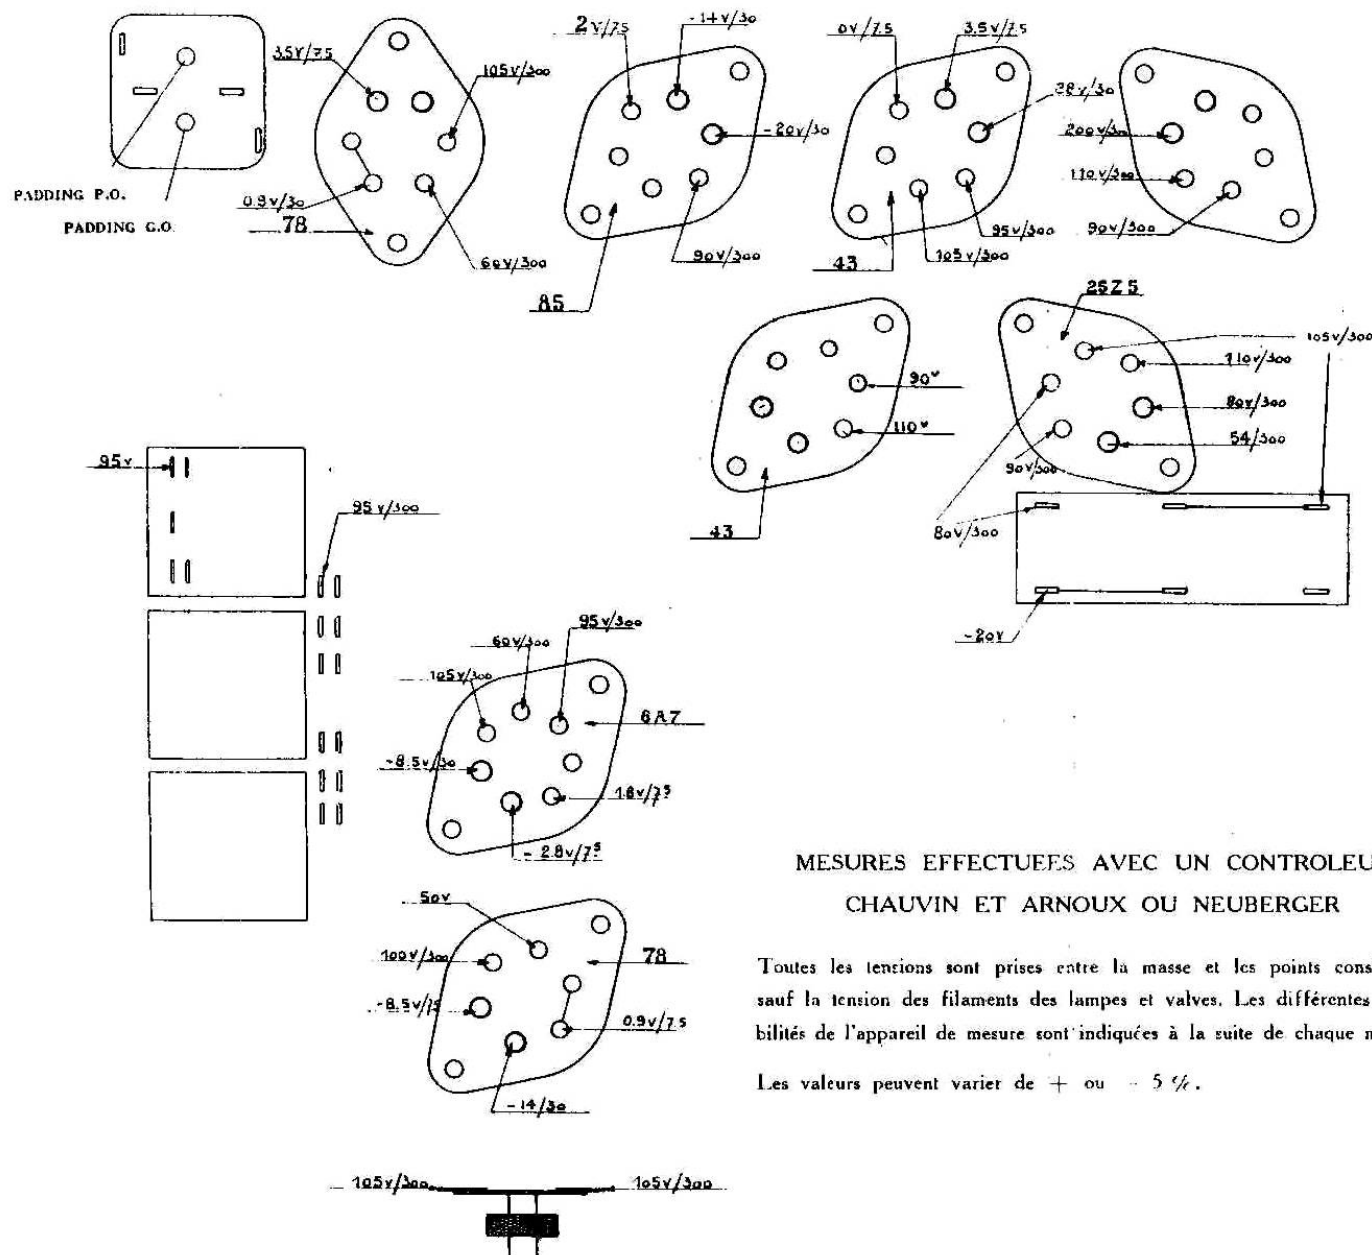 3.5V/7.5
105V/300
2V/7.5
-14V/30
0V/7.5
3.5V/7.5
28V/30
-20V/30
200V/300
110V/300
PADDING P.O.
PADDING G.O.
0.9V/30
78
60V/300
90V/300
85
43
105V/300
95V/300
90V/300
25Z5
105V/300
110V/300
90v
80V/300
110v
54/300
90V/300
43
80V/300
-20V
95V
95V/300
60V/300
95V/300
105V/300
6A7
-8.5V/30
1.8V/7.5
-2.8V/7.5
50V
100V/300
78
-8.5V/7.5
0.9V/7.5
-14/30
105V/300
105V/300
MESURES EFFECTUEES AVEC UN CONTROLEU
CHAUVIN ET ARNOUX OU NEUBERGER
Toutes les tensions sont prises entre la masse et les points cons
sauf la tension des filaments des lampes et valves. Les différentes
bilités de l'appareil de mesure sont indiquées à la suite de chaque
Les valeurs peuvent varier de + ou - 5 %.